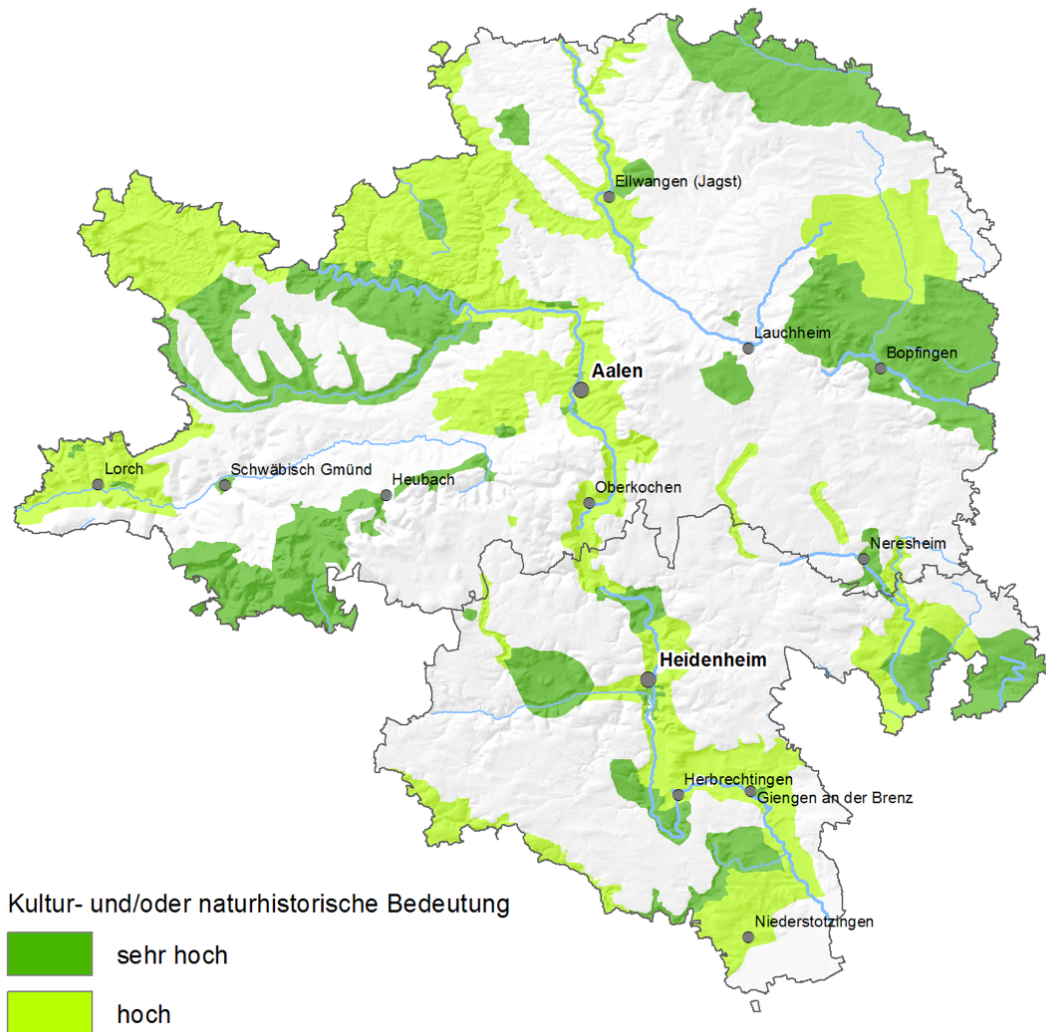 Ellwangen (Jagst)
Lauchheim
Bopfingen
Aalen
Lorch
Schwäbisch Gmünd
Heubach
Oberkochen
Neresheim
Heidenheim
Herbrechtingen
Giengen an der Brenz
Niederstotzingen
Kultur- und/oder naturhistorische Bedeutung
sehr hoch
hoch